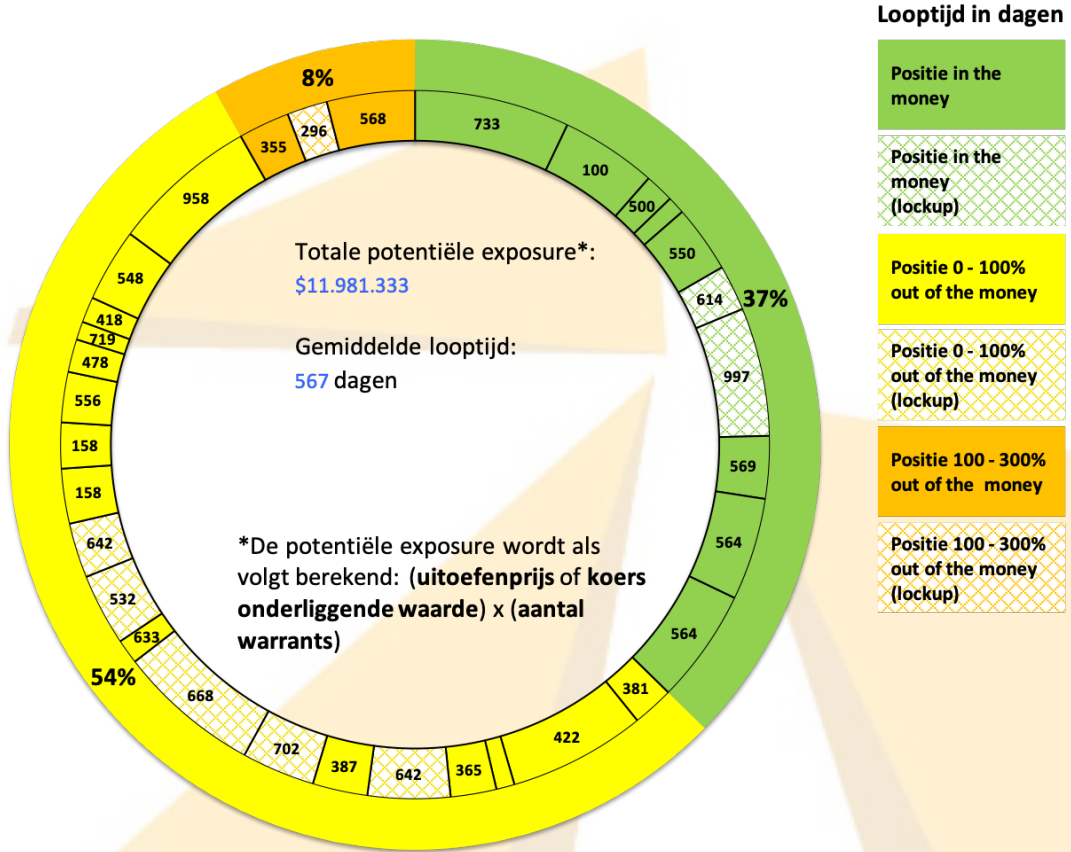 Looptijd in dagen
Positie in the
money
Positie in the
money
(lockup)
Positie 0 - 100%
out of the money
Positie 0 - 100%
out of the money
(lockup)
Positie 100 - 300%
out of the money
Positie 100 - 300%
out of the money
(lockup)
8%
37%
54%
733
100
500
550
614
997
569
564
564
381
422
365
642
387
702
668
633
532
642
158
158
556
478
719
418
548
958
355
296
568
Totale potentiële exposure*:
$11.981.333
Gemiddelde looptijd:
567 dagen
*De potentiële exposure wordt als
volgt berekend: (uitoefenprijs of koers
onderliggende waarde) x (aantal
warrants)